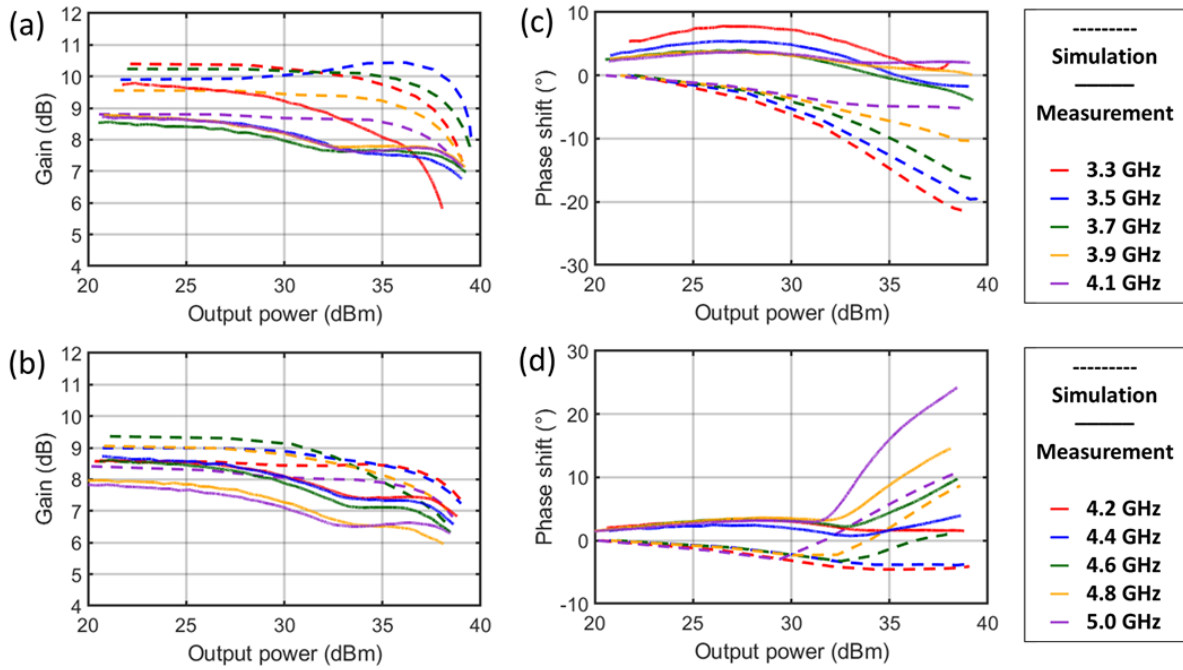 (a)
12
11
10
9
8
7
6
5
4
Gain (dB)
20 25 30 35 40
Output power (dBm)
(c)
10
0
-10
-20
-30
Phase shift (°)
20 25 30 35 40
Output power (dBm)
---------
Simulation
Measurement
3.3 GHz
3.5 GHz
3.7 GHz
3.9 GHz
4.1 GHz
(b)
12
11
10
9
8
7
6
5
4
Gain (dB)
20 25 30 35 40
Output power (dBm)
(d)
30
20
10
0
-10
Phase shift (°)
20 25 30 35 40
Output power (dBm)
---------
Simulation
Measurement
4.2 GHz
4.4 GHz
4.6 GHz
4.8 GHz
5.0 GHz